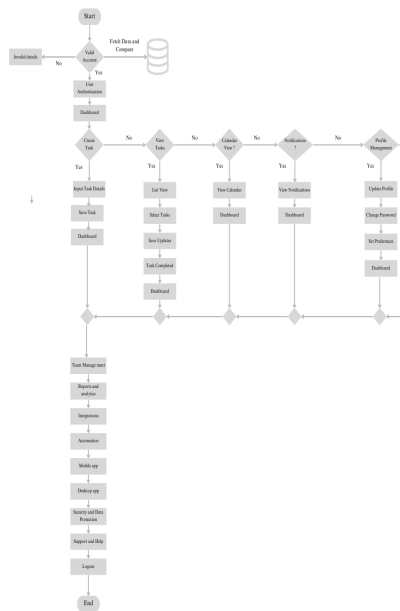 Start
Fetch Data and
Compare
Invalid details
No
Valid
Account
Yes
User
Authentication
Dashboard
Create
Task
No
View
Tasks
No
Calendar
View ?
No
Notifications
?
No
Profile
Management
Yes
Yes
Yes
Yes
Yes
Input Task Details
List View
View Calendar
View Notifications
Update Profile
Save Task
Select Tasks
Dashboard
Dashboard
Change Password
Dashboard
Save Updates
Set Preferences
Task Completed
Dashboard
Dashboard
Team Management
Reports and
analytics
Integrations
Automation
Mobile app
Desktop app
Security and Data
Protection
Support and Help
Logout
End